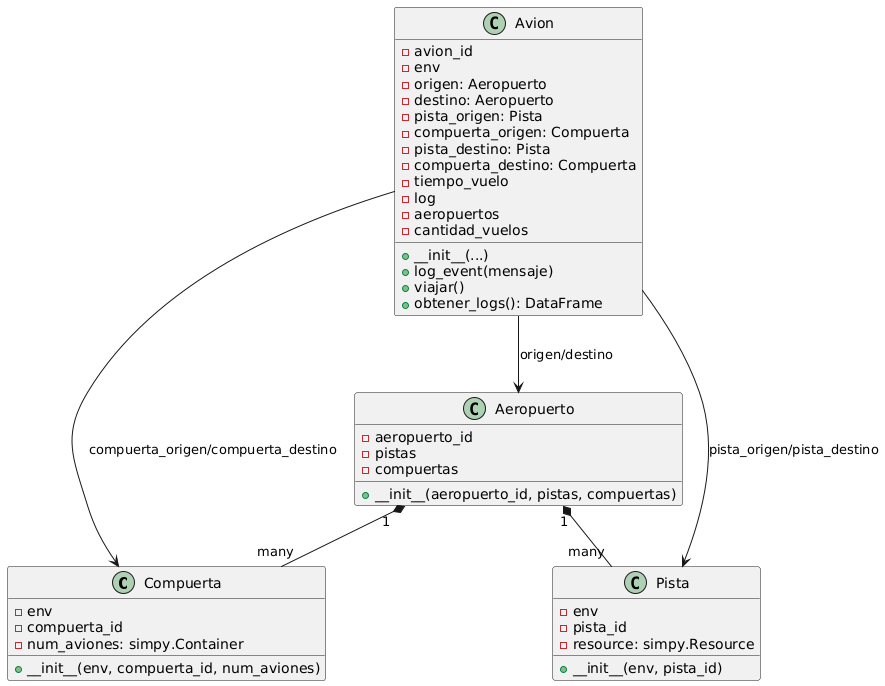 C Avion
avion_id
env
origen: Aeropuerto
destino: Aeropuerto
pista_origen: Pista
compuerta_origen: Compuerta
pista_destino: Pista
compuerta_destino: Compuerta
tiempo_vuelo
log
aeropuertos
cantidad_vuelos
__init__(...)
log_event(mensaje)
viajar()
obtener_logs(): DataFrame
origen/destino
compuerta_origen/compuerta_destino
pista_origen/pista_destino
C Aeropuerto
aeropuerto_id
pistas
compuertas
__init__(aeropuerto_id, pistas, compuertas)
1
1
many
many
C Compuerta
env
compuerta_id
num_aviones: simpy.Container
__init__(env, compuerta_id, num_aviones)
C Pista
env
pista_id
resource: simpy.Resource
__init__(env, pista_id)